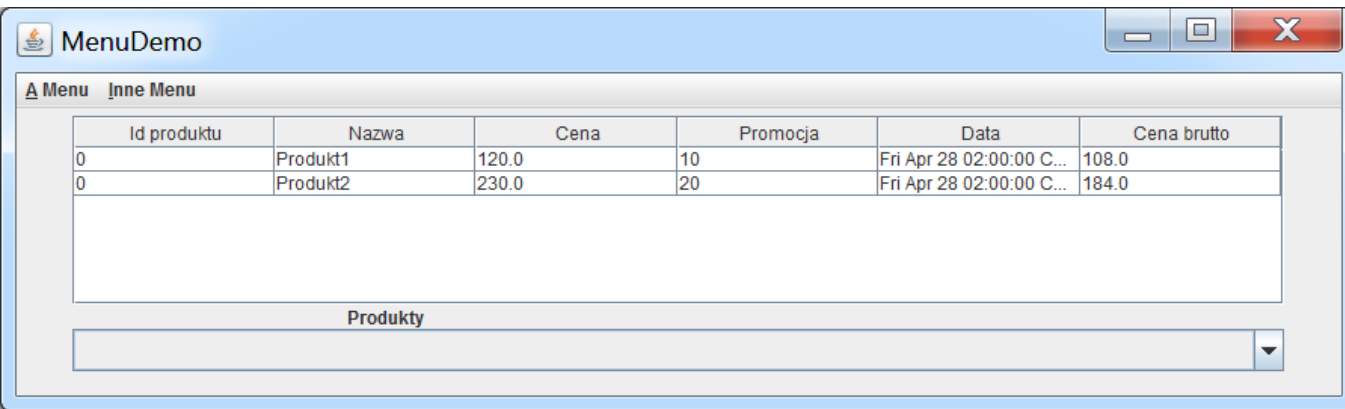 MenuDemo
A Menu Inne Menu
Id produktu Nazwa Cena Promocja Data Cena brutto
0 Produkt1 120.0 10 Fri Apr 28 02:00:00 C... 108.0
0 Produkt2 230.0 20 Fri Apr 28 02:00:00 C... 184.0
Produkty